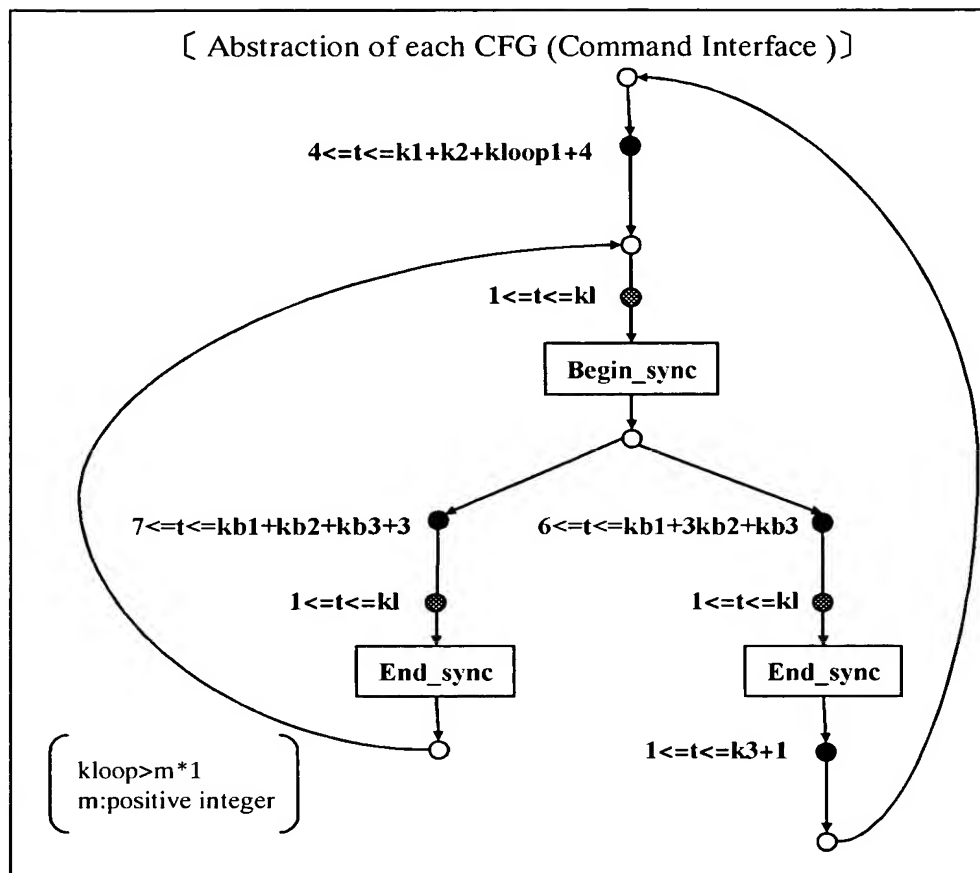 〔 Abstraction of each CFG (Command Interface )〕
4<=t<=k1+k2+kloop1+4
1<=t<=kl
Begin_sync
7<=t<=kb1+kb2+kb3+3
6<=t<=kb1+3kb2+kb3
1<=t<=kl
1<=t<=kl
End_sync
End_sync
1<=t<=k3+1
kloop>m*1
m:positive integer